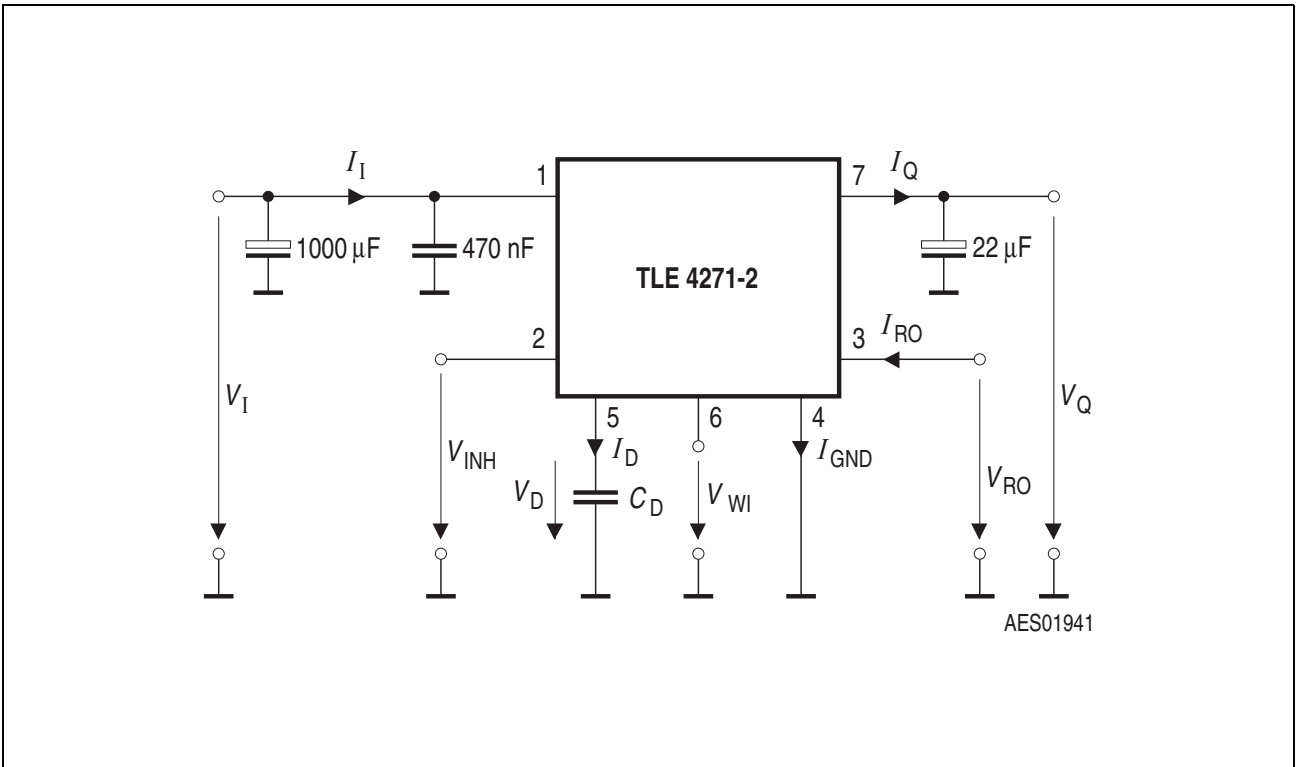 I_I
1
7
I_Q
1000 µF
470 nF
TLE 4271-2
22 µF
2
3
I_RO
V_I
V_INH
5
6
4
V_Q
I_D
I_GND
V_D
C_D
V_WI
V_RO
AES01941